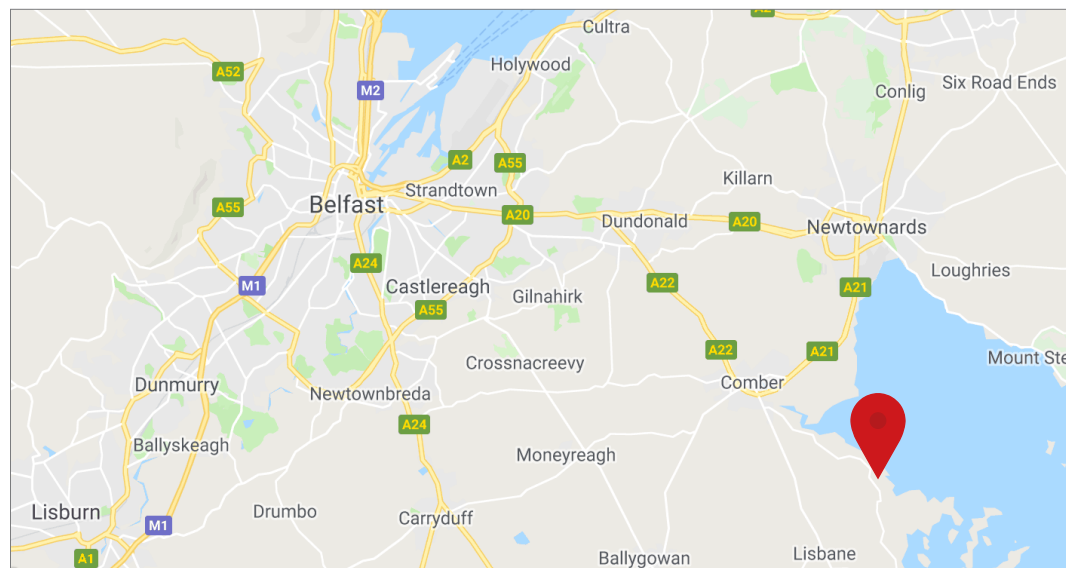 A2
Cultra
Holywood
A52
Six Road Ends
M2
Conlig
A2
A55
Killarn
Strandtown
Belfast
A55
A20
Dundonald
A20
Newtownards
A24
Loughries
M1
Castlereagh
A22
A21
Gilnahirk
A55
A22
A21
Mount Ste
Crossnacreevy
Dunmurry
Comber
Newtownbreda
A24
Ballyskeagh
Moneyreagh
Lisburn
Drumbo
Carryduff
M1
A1
Ballygowan
Lisbane